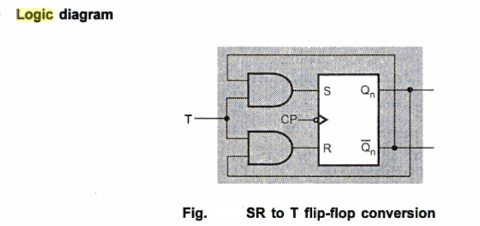 Logic diagram
S Qn
T CP
R Q̅n
Fig. SR to T flip-flop conversion